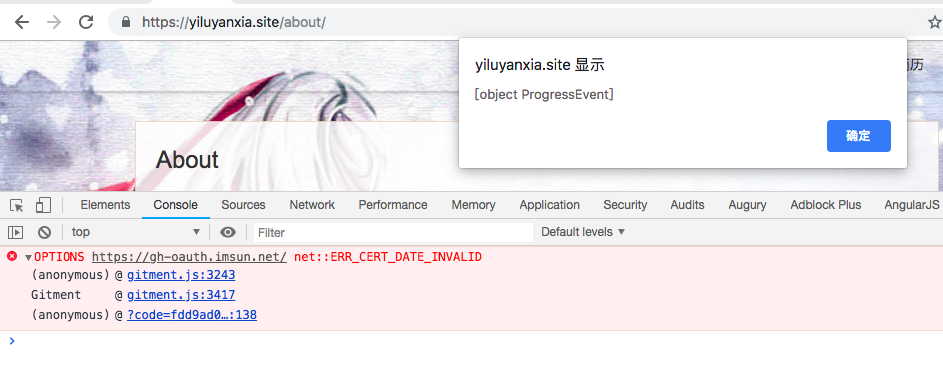 https://yiluyanxia.site/about/
yiluyanxia.site 显示
[object ProgressEvent]
确定
About
Elements Console Sources Network Performance Memory Application Security Audits Augury Adblock Plus AngularJS
top Filter Default levels
OPTIONS https://gh-oauth.imsun.net/ net::ERR_CERT_DATE_INVALID
(anonymous) @ gitment.js:3243
Gitment @ gitment.js:3417
(anonymous) @ ?code=fdd9ad0…:138